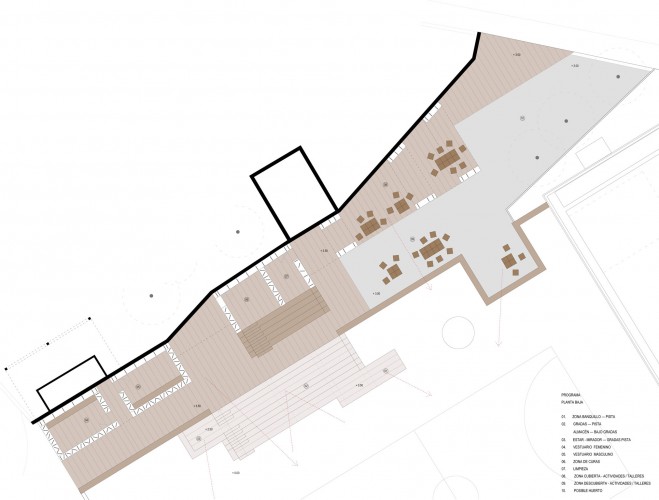 PROGRAMA
PLANTA BAJA
01. ZONA BANQUILLO — PISTA
02. GRADAS — PISTA
ALMACÉN — BAJO GRADAS
03. ESTAR - MIRADOR — GRADAS PISTA
04. VESTUARIO FEMENINO
05. VESTUARIO MASCULINO
06. ZONA DE CURAS
07. LIMPIEZA
08. ZONA CUBIERTA - ACTIVIDADES / TALLERES
09. ZONA DESCUBIERTA - ACTIVIDADES / TALLERES
10. POSIBLE HUERTO